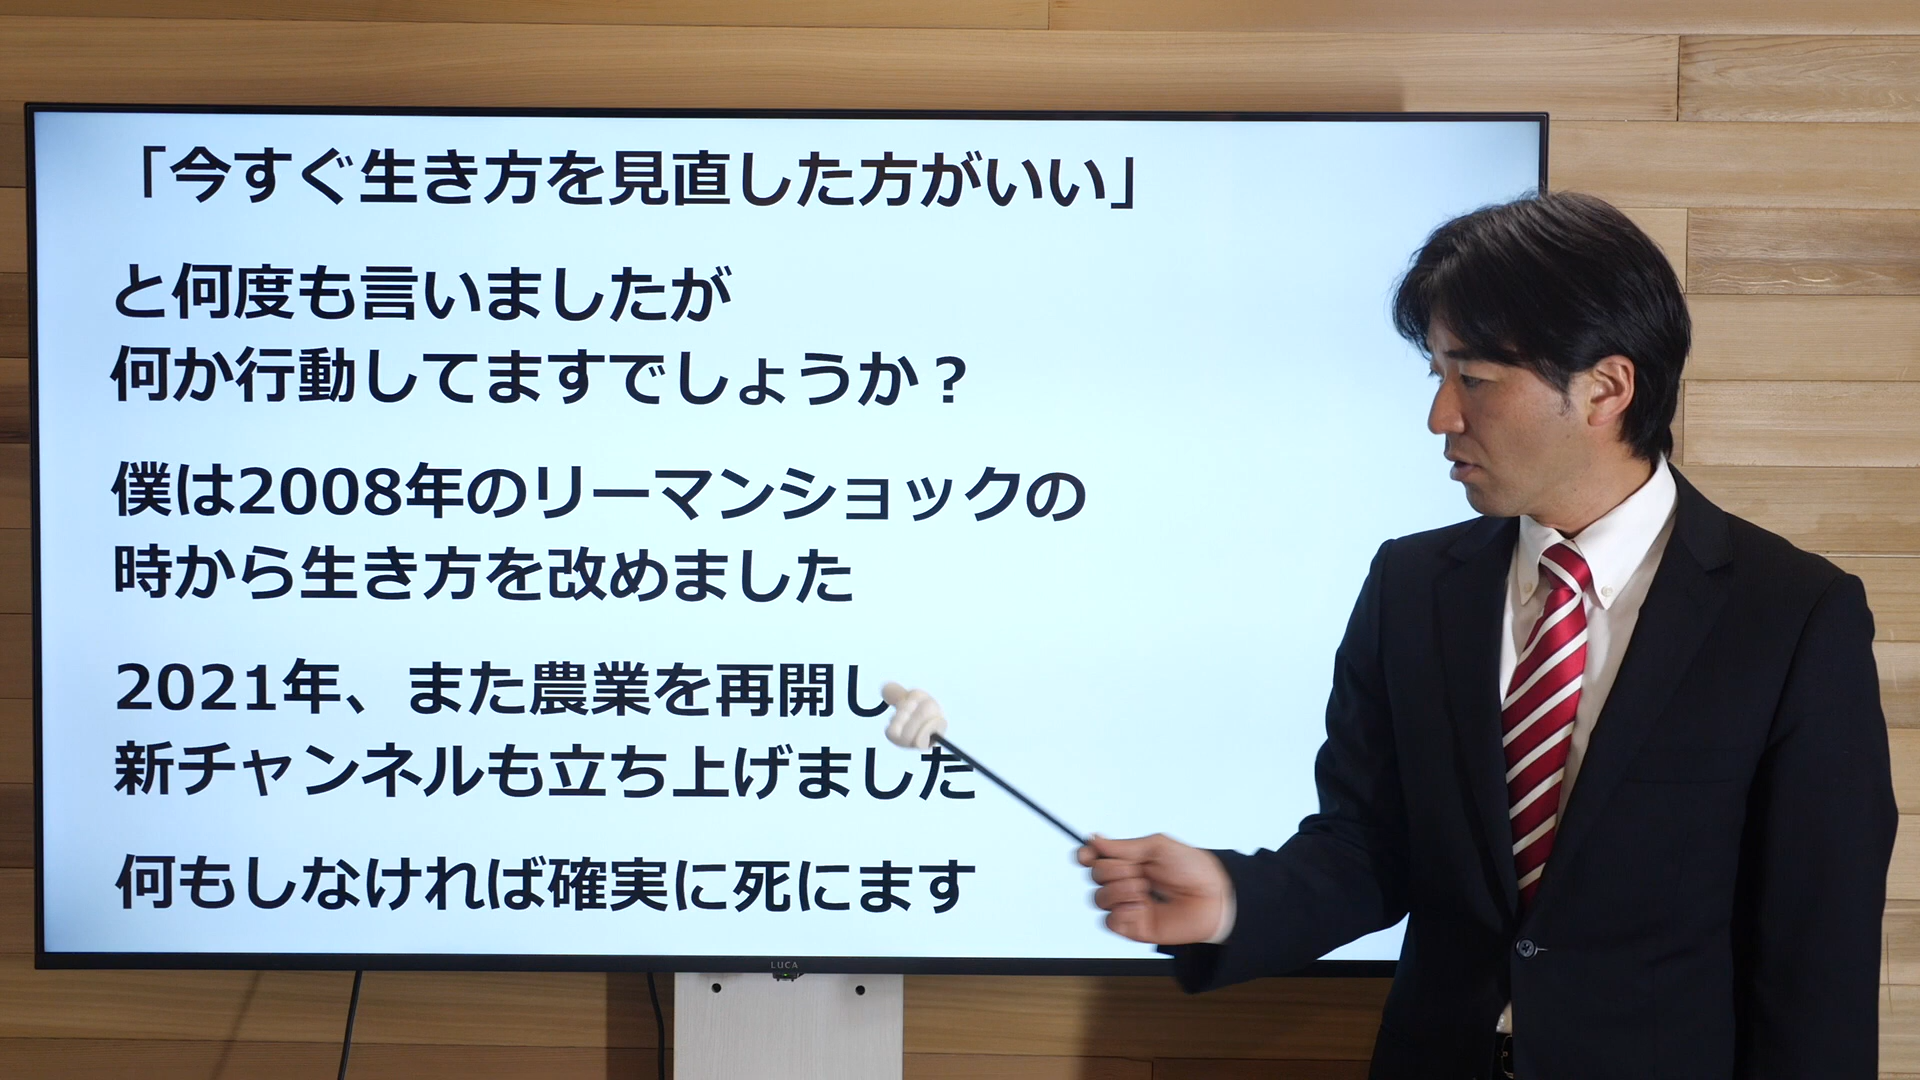 「今すぐ生き方を見直した方がいい」
と何度も言いましたが
何か行動してますでしょうか？
僕は2008年のリーマンショックの
時から生き方を改めました
2021年、また農業を再開し
新チャンネルも立ち上げました
何もしなければ確実に死にます
LUCA